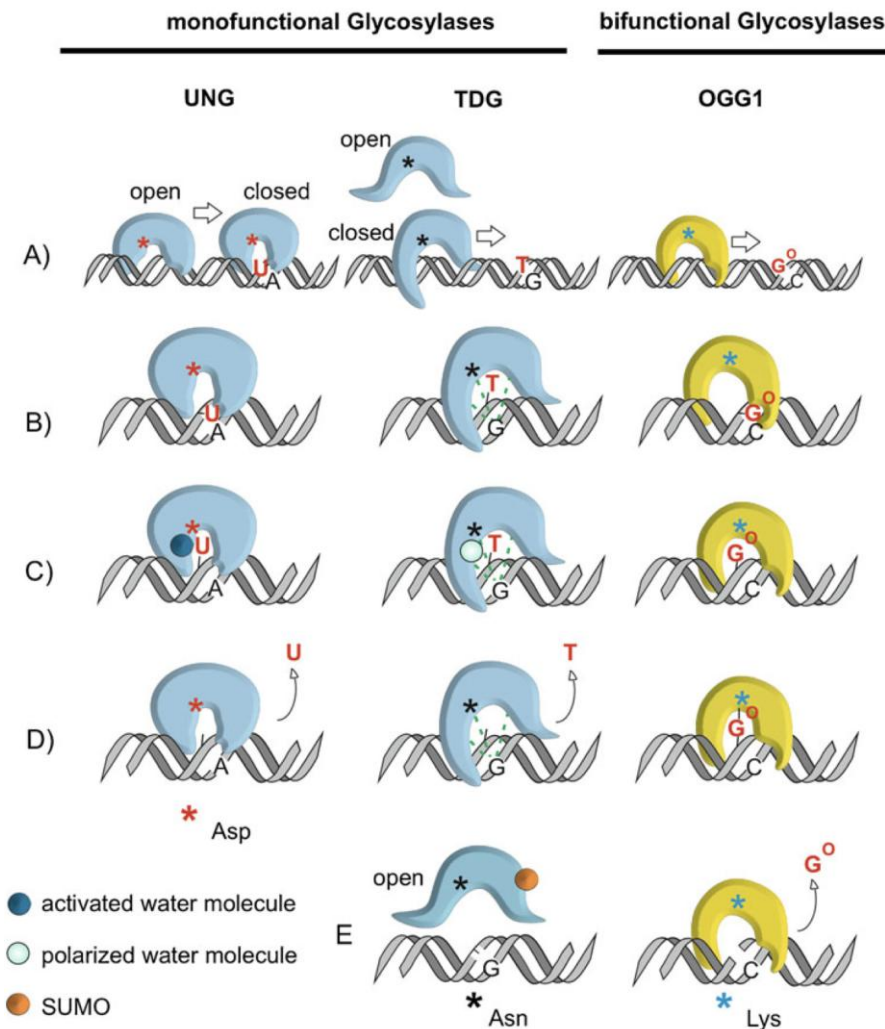 monofunctional Glycosylases bifunctional Glycosylases
UNG TDG OGG1
open
open closed
closed
A)
* * * * *
U T G O
A G C
B)
* * *
U T G O
A G C
C)
* * *
U T G O
A G C
U T
D)
* * * G O
A G C
* Asp
G O
open * *
activated water molecule
E
polarized water molecule
G C
SUMO
* Asn * Lys